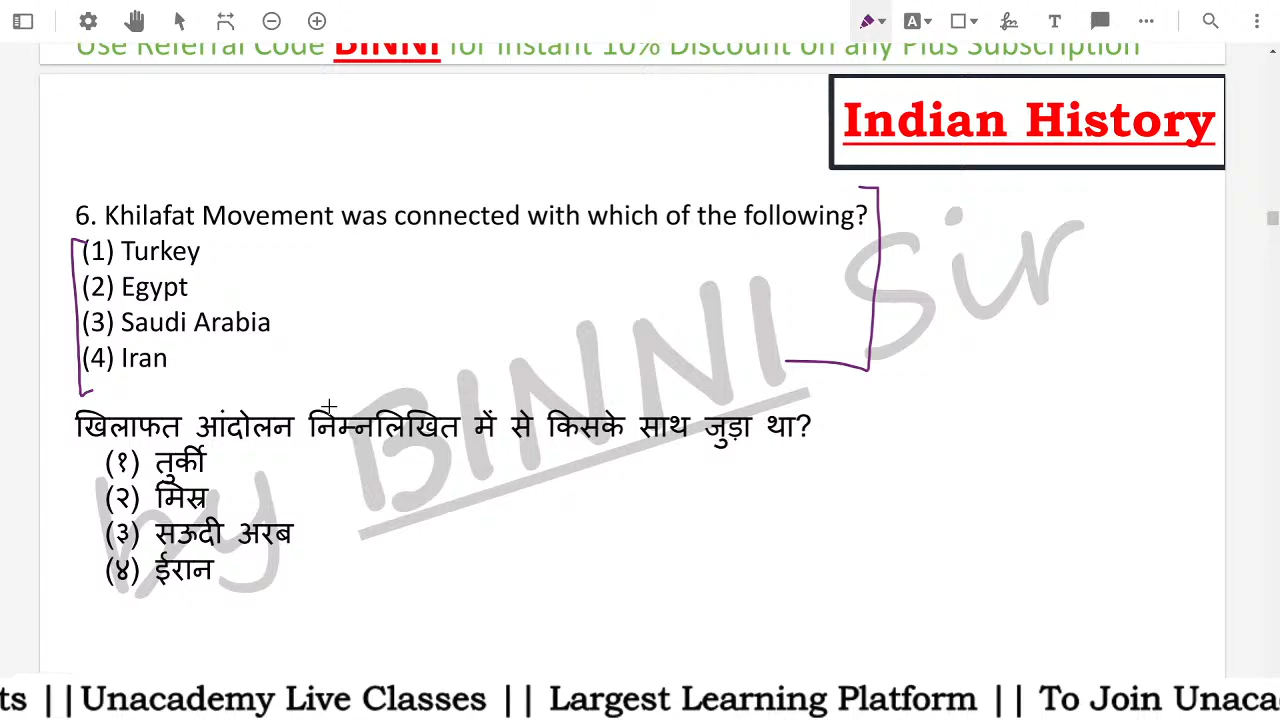 Use Referral Code BINNI for Instant 10% Discount on any Plus Subscription
Indian History
6. Khilafat Movement was connected with which of the following?
(1) Turkey
(2) Egypt
(3) Saudi Arabia
(4) Iran
खिलाफत आंदोलन निम्नलिखित में से किसके साथ जुड़ा था?
(१) तुर्की
(२) मिस्र
(३) सऊदी अरब
(४) ईरान
by BINNI Sir
ts ||Unacademy Live Classes || Largest Learning Platform || To Join Unaca